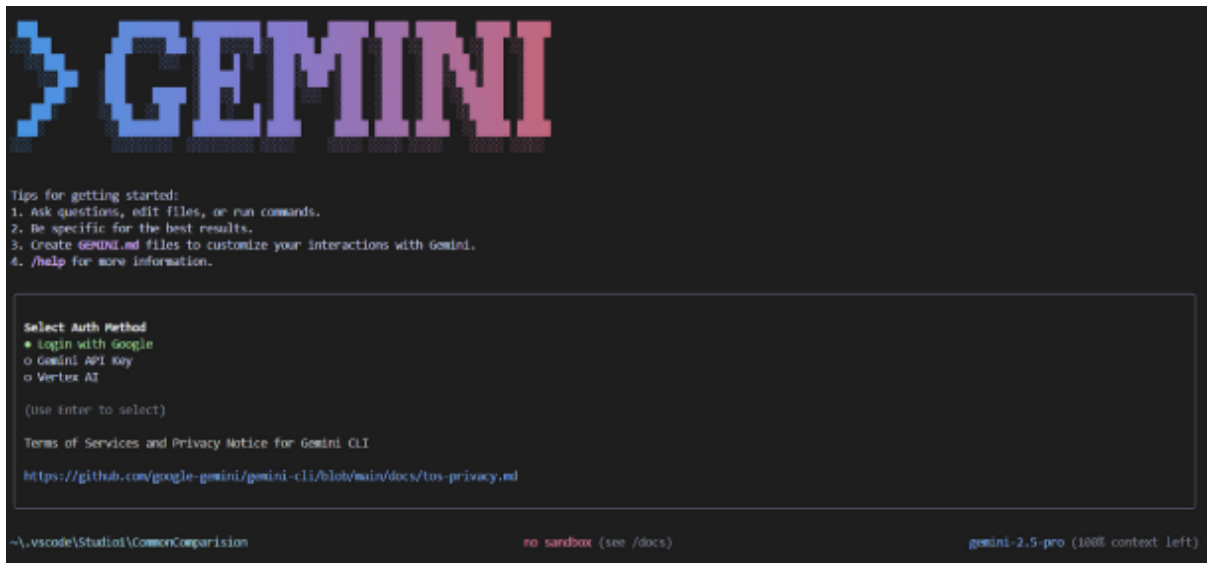 > GEMINI
Tips for getting started:
1. Ask questions, edit files, or run commands.
2. Be specific for the best results.
3. Create GEMINI.md files to customize your interactions with Gemini.
4. /help for more information.
Select Auth Method
● Login with Google
○ Gemini API Key
○ Vertex AI
(Use Enter to select)
Terms of Services and Privacy Notice for Gemini CLI
https://github.com/google-gemini/gemini-cli/blob/main/docs/tos-privacy.md
~\.vscode\Studio1\CommonComparision no sandbox (see /docs) gemini-2.5-pro (100% context left)